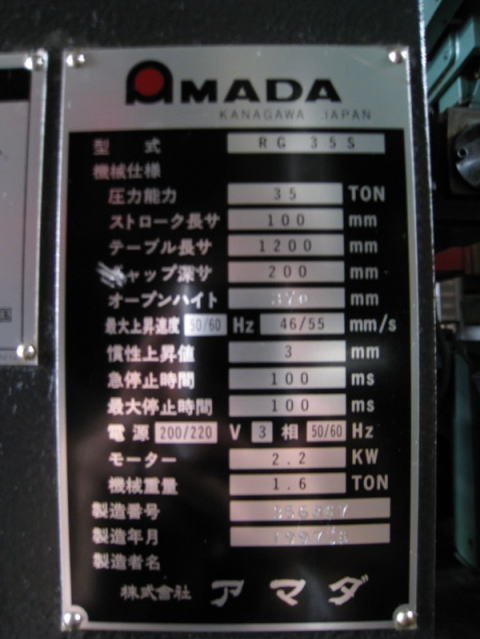 AMADA
KANAGAWA JAPAN
型式 RG 35S
機械仕様
圧力能力 35 TON
ストローク長サ 100 mm
テーブル長サ 1200 mm
ャップ深サ 200 mm
オープンハイト 370 mm
最大上昇速度 50/60 Hz 46/55 mm/s
慣性上昇値 3 mm
急停止時間 100 ms
最大停止時間 100 ms
電源 200/220 V 3 相 50/60 Hz
モーター 2.2 KW
機械重量 1.6 TON
製造番号
製造年月
製造者名
株式會社 アマダ